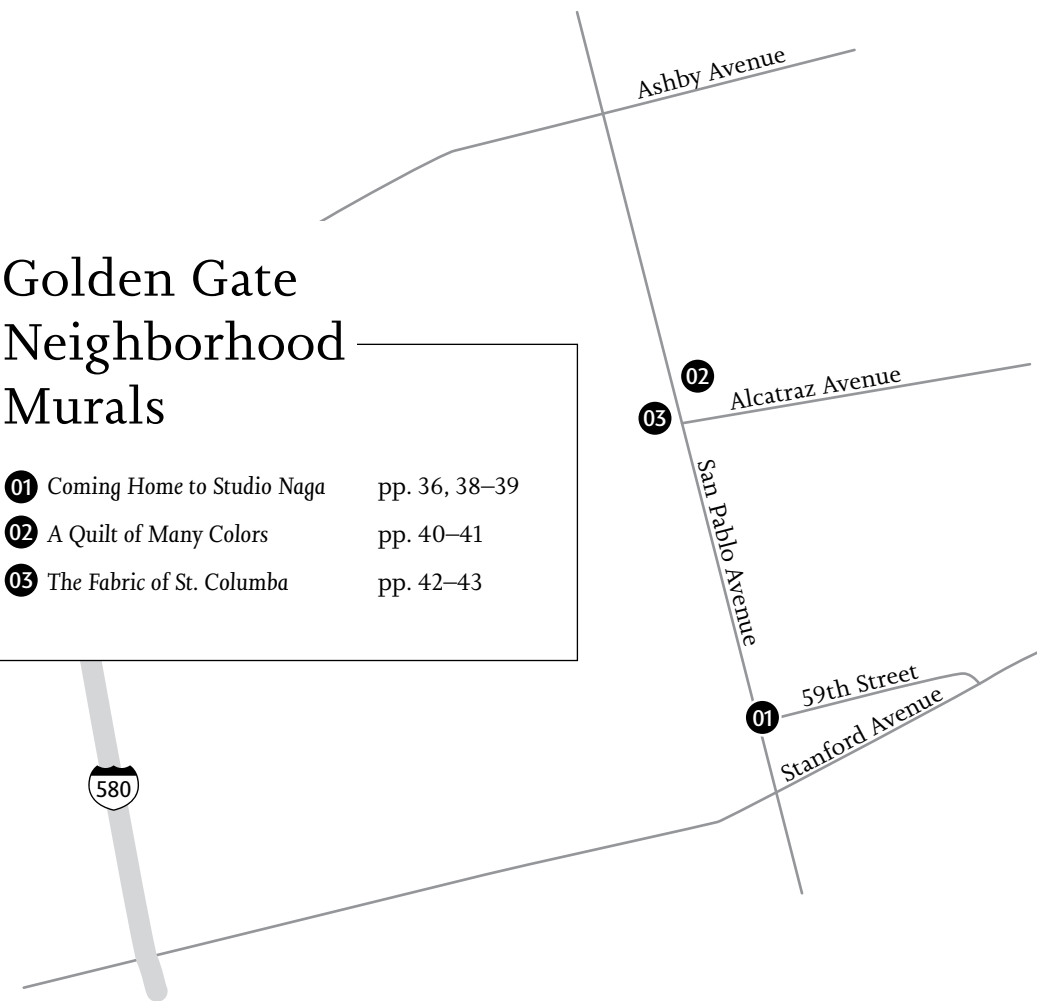 Ashby Avenue
Golden Gate
Neighborhood
Murals
01 Coming Home to Studio Naga pp. 36, 38–39
02 A Quilt of Many Colors pp. 40–41
03 The Fabric of St. Columba pp. 42–43
02
Alcatraz Avenue
03
San Pablo Avenue
59th Street
01
Stanford Avenue
580